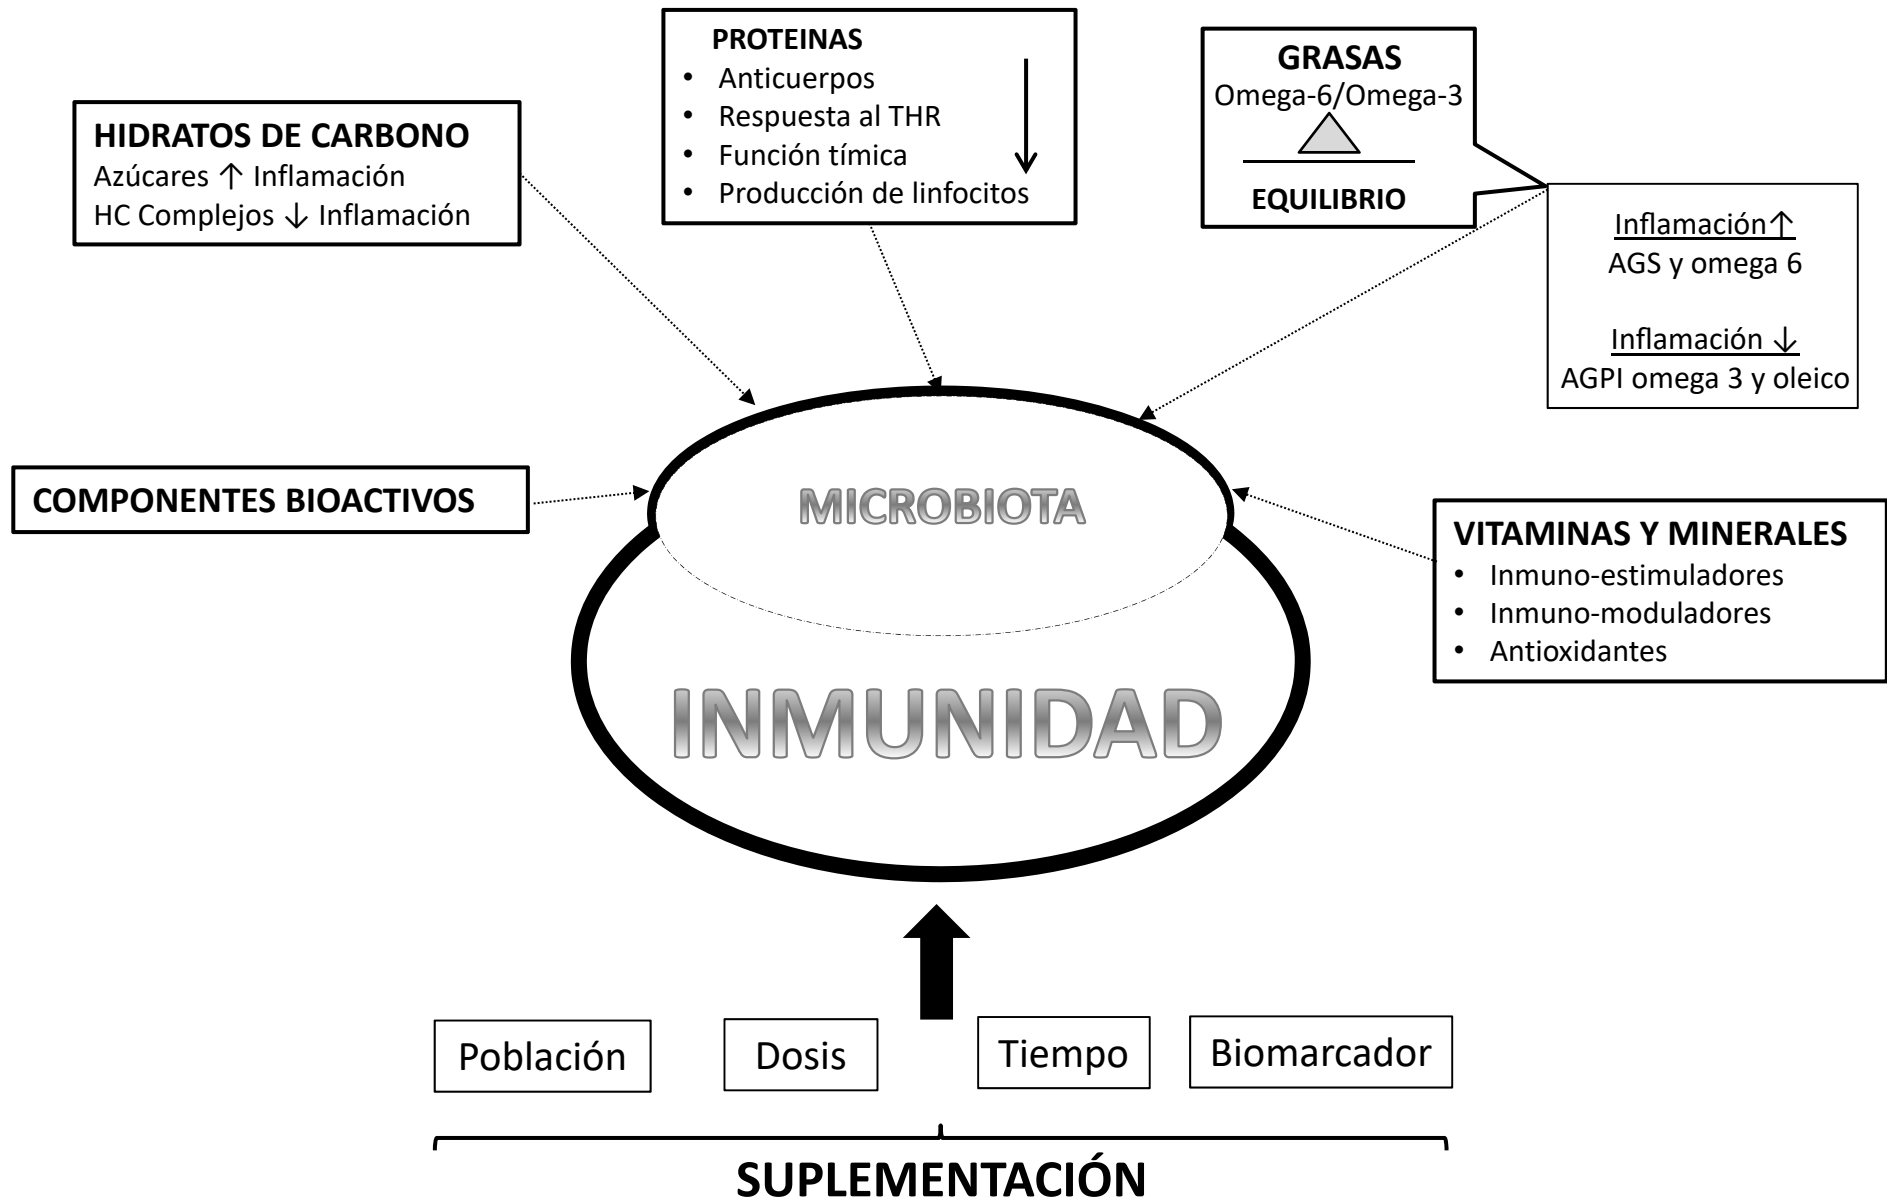 PROTEINAS
• Anticuerpos
• Respuesta al THR
• Función tímica
• Producción de linfocitos
GRASAS
Omega-6/Omega-3
EQUILIBRIO
HIDRATOS DE CARBONO
Azúcares ↑ Inflamación
HC Complejos ↓ Inflamación
Inflamación↑
AGS y omega 6
Inflamación ↓
AGPI omega 3 y oleico
COMPONENTES BIOACTIVOS
MICROBIOTA
VITAMINAS Y MINERALES
• Inmuno-estimuladores
• Inmuno-moduladores
• Antioxidantes
INMUNIDAD
Población
Dosis
Tiempo
Biomarcador
SUPLEMENTACIÓN